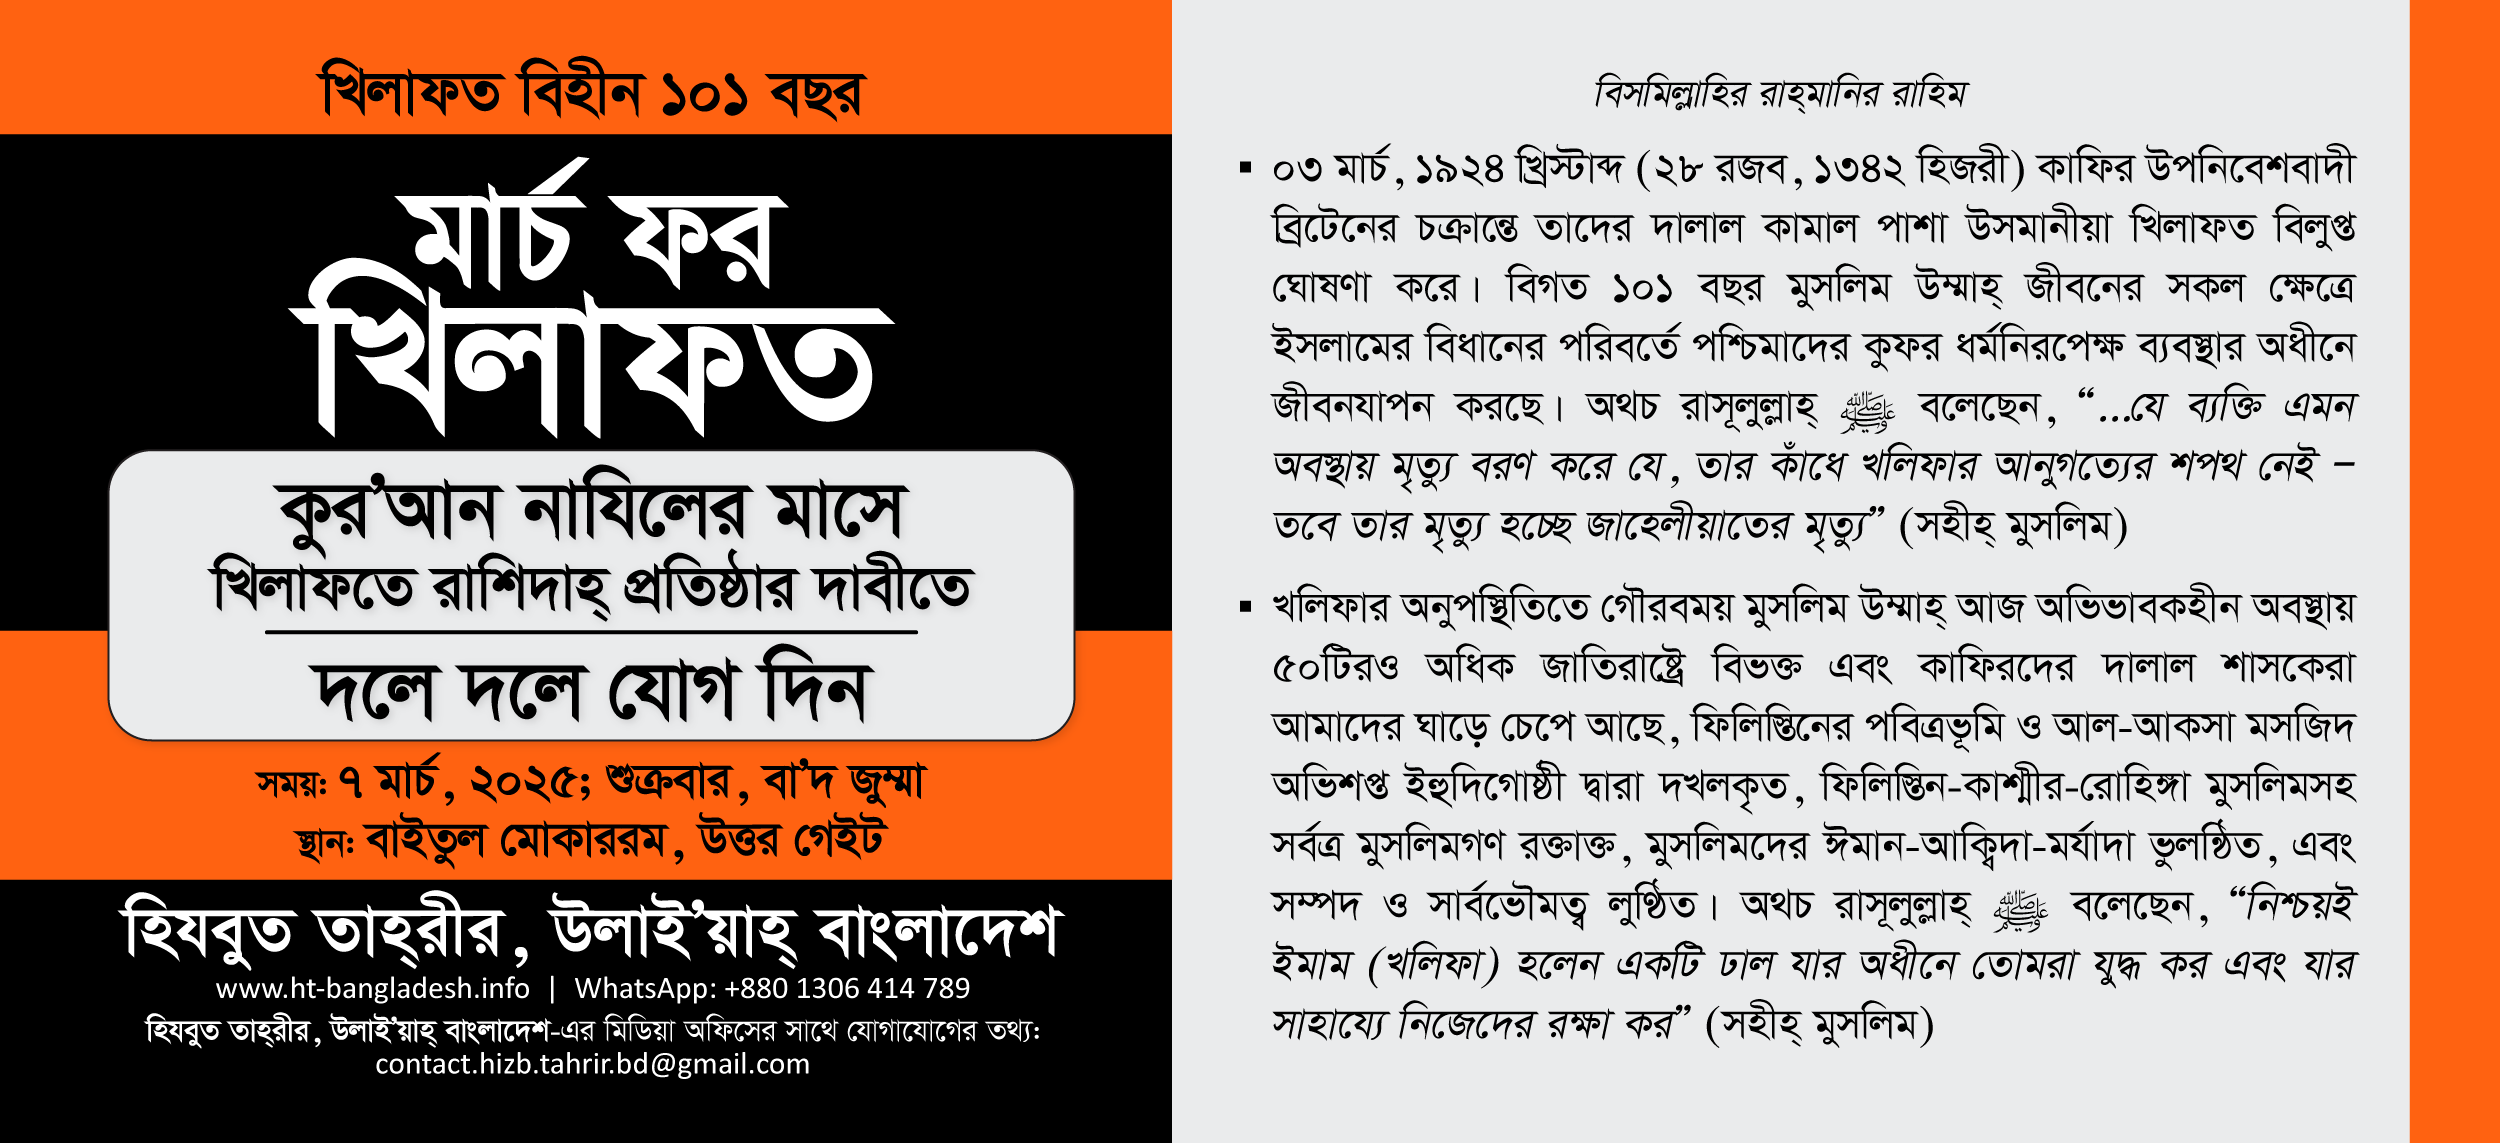 খিলাফত বিহীন ১০১ বছর
মার্চ ফর
খিলাফত
কুর'আন নাযিলের মাসে
খিলাফতে রাশিদাহ্ প্রতিষ্ঠার দাবীতে
দলে দলে যোগ দিন
সময়: ৭ মার্চ, ২০২৫; শুক্রবার, বা'দ জুম্মা
স্থান: বাইতুল মোকাররম, উত্তর গেইট
হিযবুত তাহ্‌রীর, উলাই'য়াহ্ বাংলাদেশ
www.ht-bangladesh.info | WhatsApp: +880 1306 414 789
হিযবুত তাহ্‌রীর, উলাই'য়াহ্ বাংলাদেশ-এর মিডিয়া অফিসের সাথে যোগাযোগের তথ্য:
contact.hizb.tahrir.bd@gmail.com
বিসমিল্লাহির রাহ্‌মানির রাহিম
▪ ০৩ মার্চ, ১৯২৪ খ্রিস্টাব্দ (২৮ রজব, ১৩৪২ হিজরী) কাফির উপনিবেশবাদী
ব্রিটেনের চক্রান্তে তাদের দালাল কামাল পাশা উসমানীয়া খিলাফত বিলুপ্ত
ঘোষণা করে। বিগত ১০১ বছর মুসলিম উম্মাহ্ জীবনের সকল ক্ষেত্রে
ইসলামের বিধানের পরিবর্তে পশ্চিমাদের কুফর ধর্মনিরপেক্ষ ব্যবস্থার অধীনে
জীবনযাপন করছে। অথচ রাসূলুল্লাহ্ ﷺ বলেছেন, “...যে ব্যক্তি এমন
অবস্থায় মৃত্যু বরণ করে যে, তার কাঁধে খলিফার আনুগত্যের শপথ নেই –
তবে তার মৃত্যু হচ্ছে জাহেলীয়াতের মৃত্যু” (সহীহ্ মুসলিম)
▪ খলিফার অনুপস্থিতিতে গৌরবময় মুসলিম উম্মাহ্ আজ অভিভাবকহীন অবস্থায়
৫০টিরও অধিক জাতিরাষ্ট্রে বিভক্ত এবং কাফিরদের দালাল শাসকেরা
আমাদের ঘাড়ে চেপে আছে, ফিলিস্তিনের পবিত্রভূমি ও আল-আকসা মসজিদ
অভিশপ্ত ইহুদিগোষ্ঠী দ্বারা দখলকৃত, ফিলিস্তিন-কাশ্মীর-রোহিঙ্গা মুসলিমসহ
সর্বত্র মুসলিমগণ রক্তাক্ত, মুসলিমদের ঈমান-আক্বিদা-মর্যাদা ভুলণ্ঠিত, এবং
সম্পদ ও সার্বভৌমত্ব লুণ্ঠিত। অথচ রাসূলুল্লাহ্ ﷺ বলেছেন, “নিশ্চয়ই
ইমাম (খলিফা) হলেন একটি ঢাল যার অধীনে তোমরা যুদ্ধ কর এবং যার
সাহায্যে নিজেদের রক্ষা কর” (সহীহ্ মুসলিম)